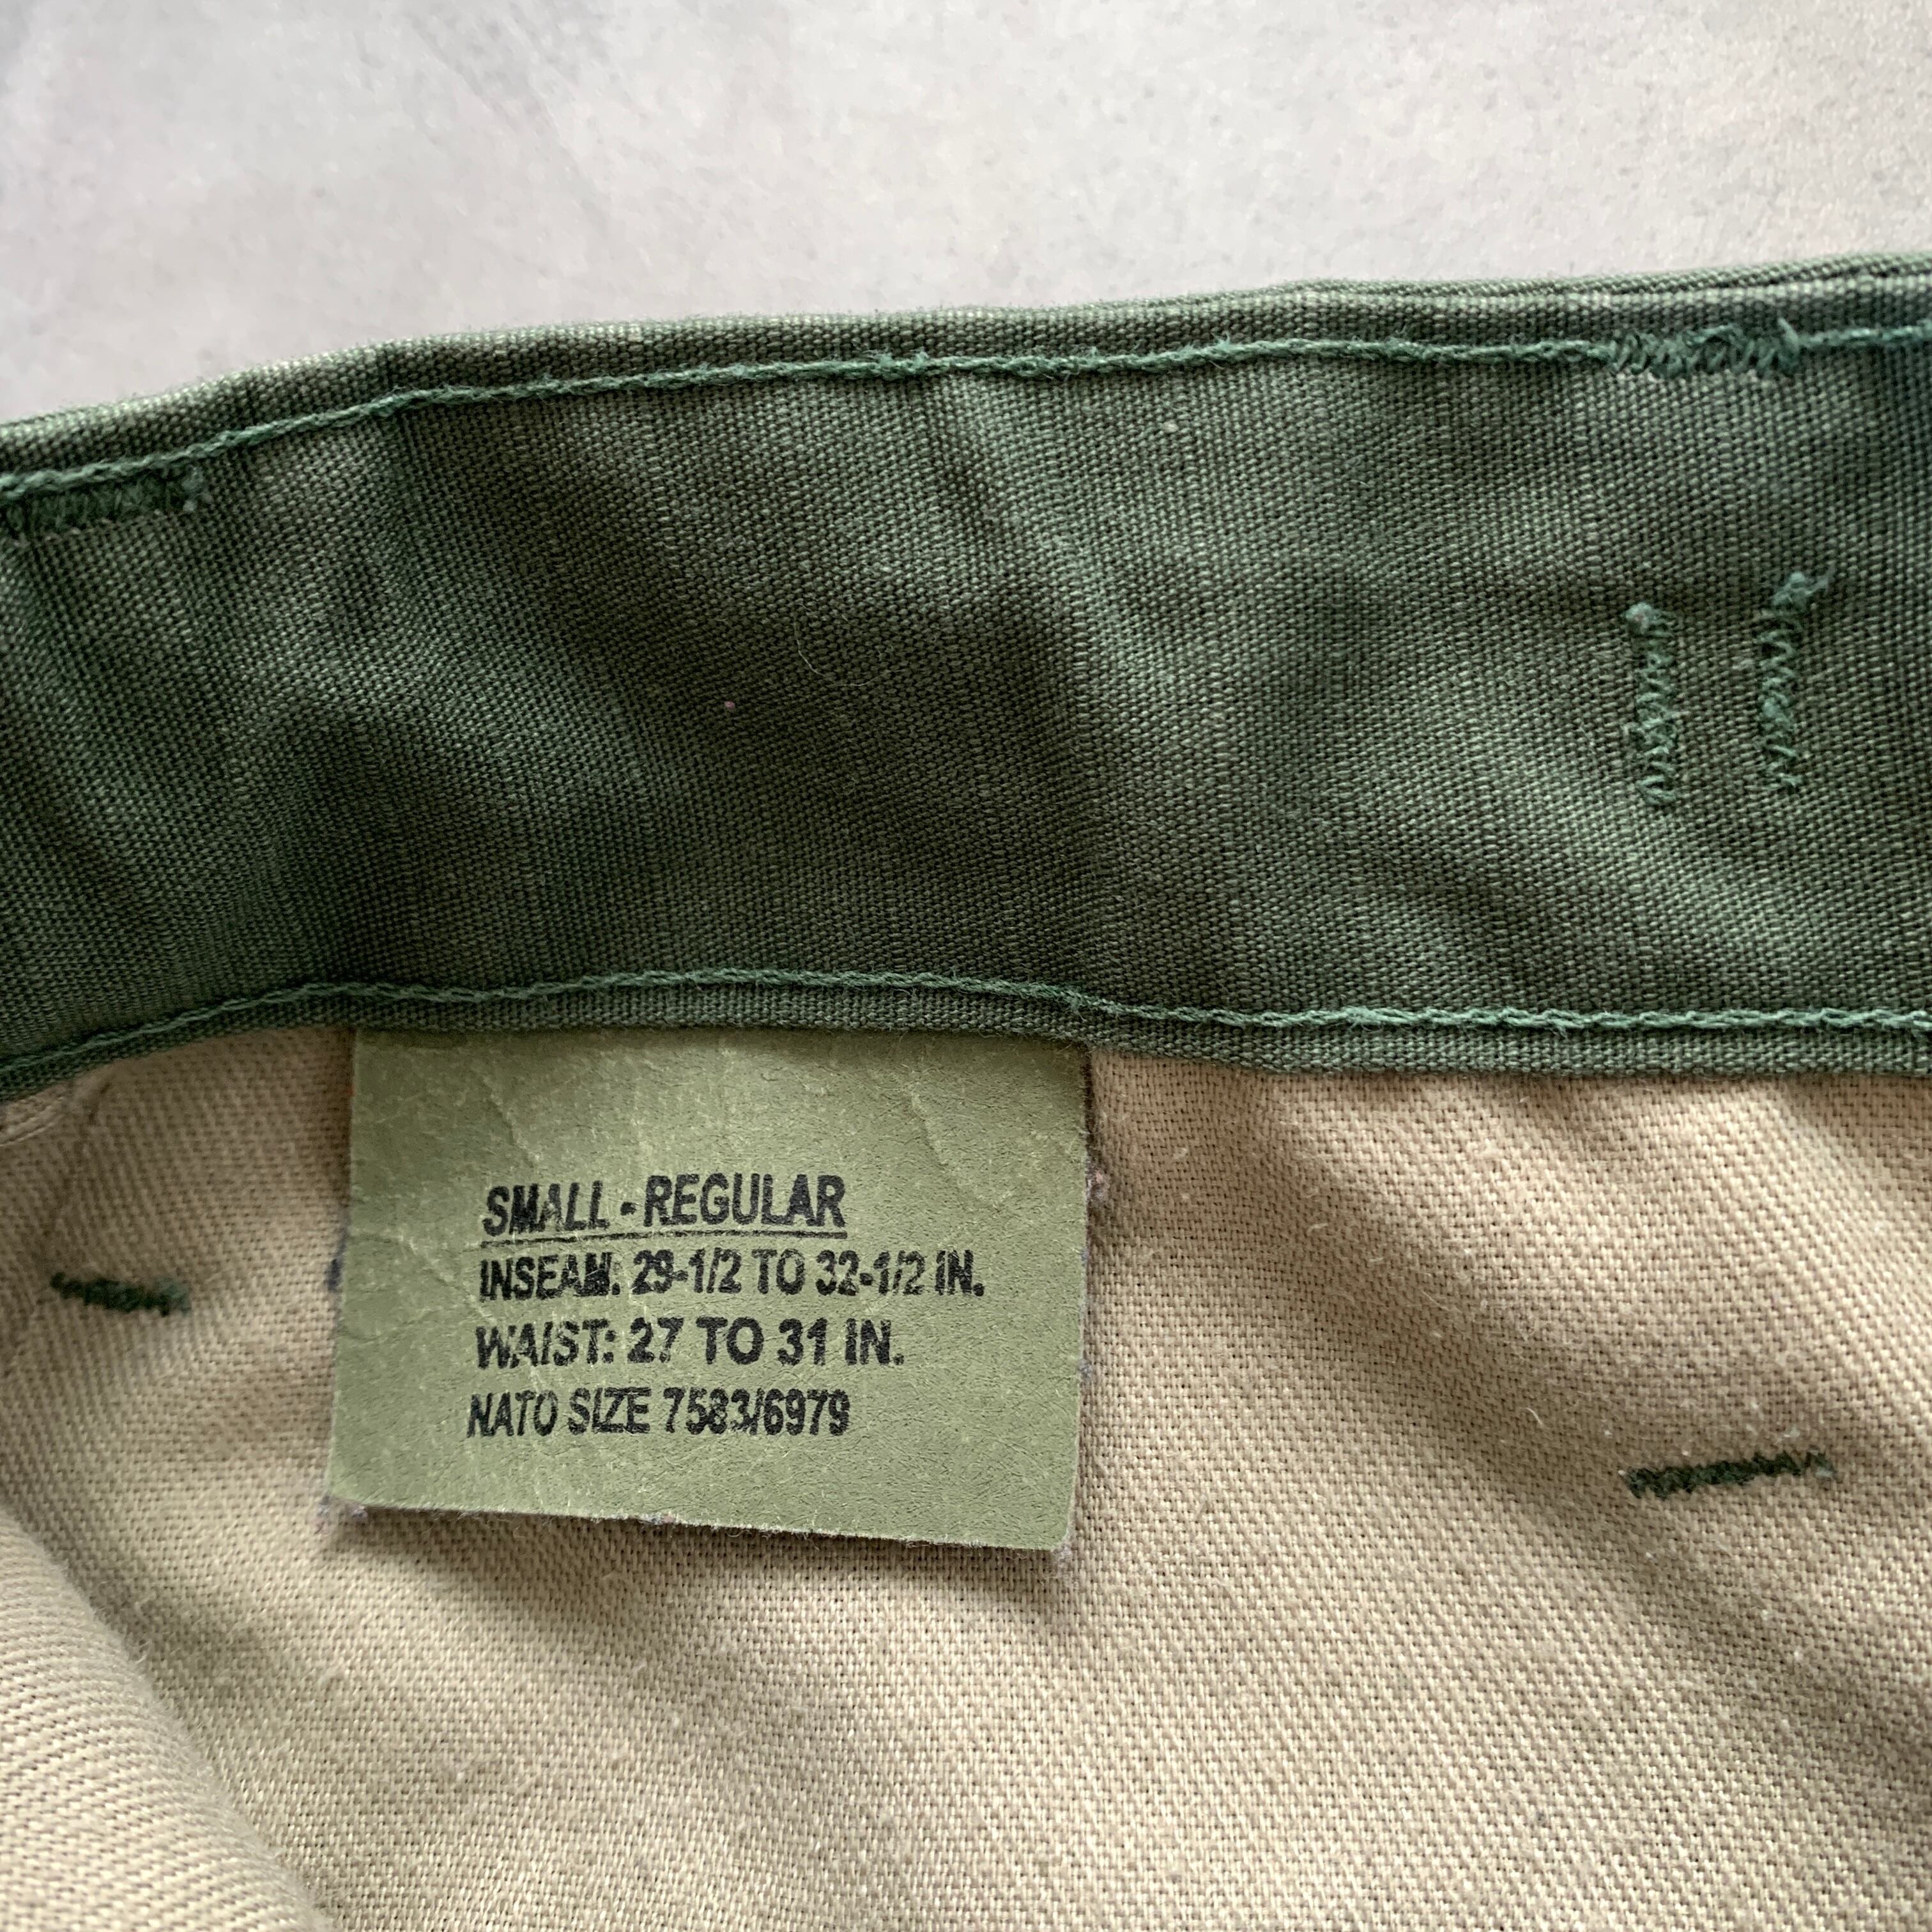 SMALL - REGULAR
INSEAM: 29-1/2 TO 32-1/2 IN.
WAIST: 27 TO 31 IN.
NATO SIZE 7583/6979